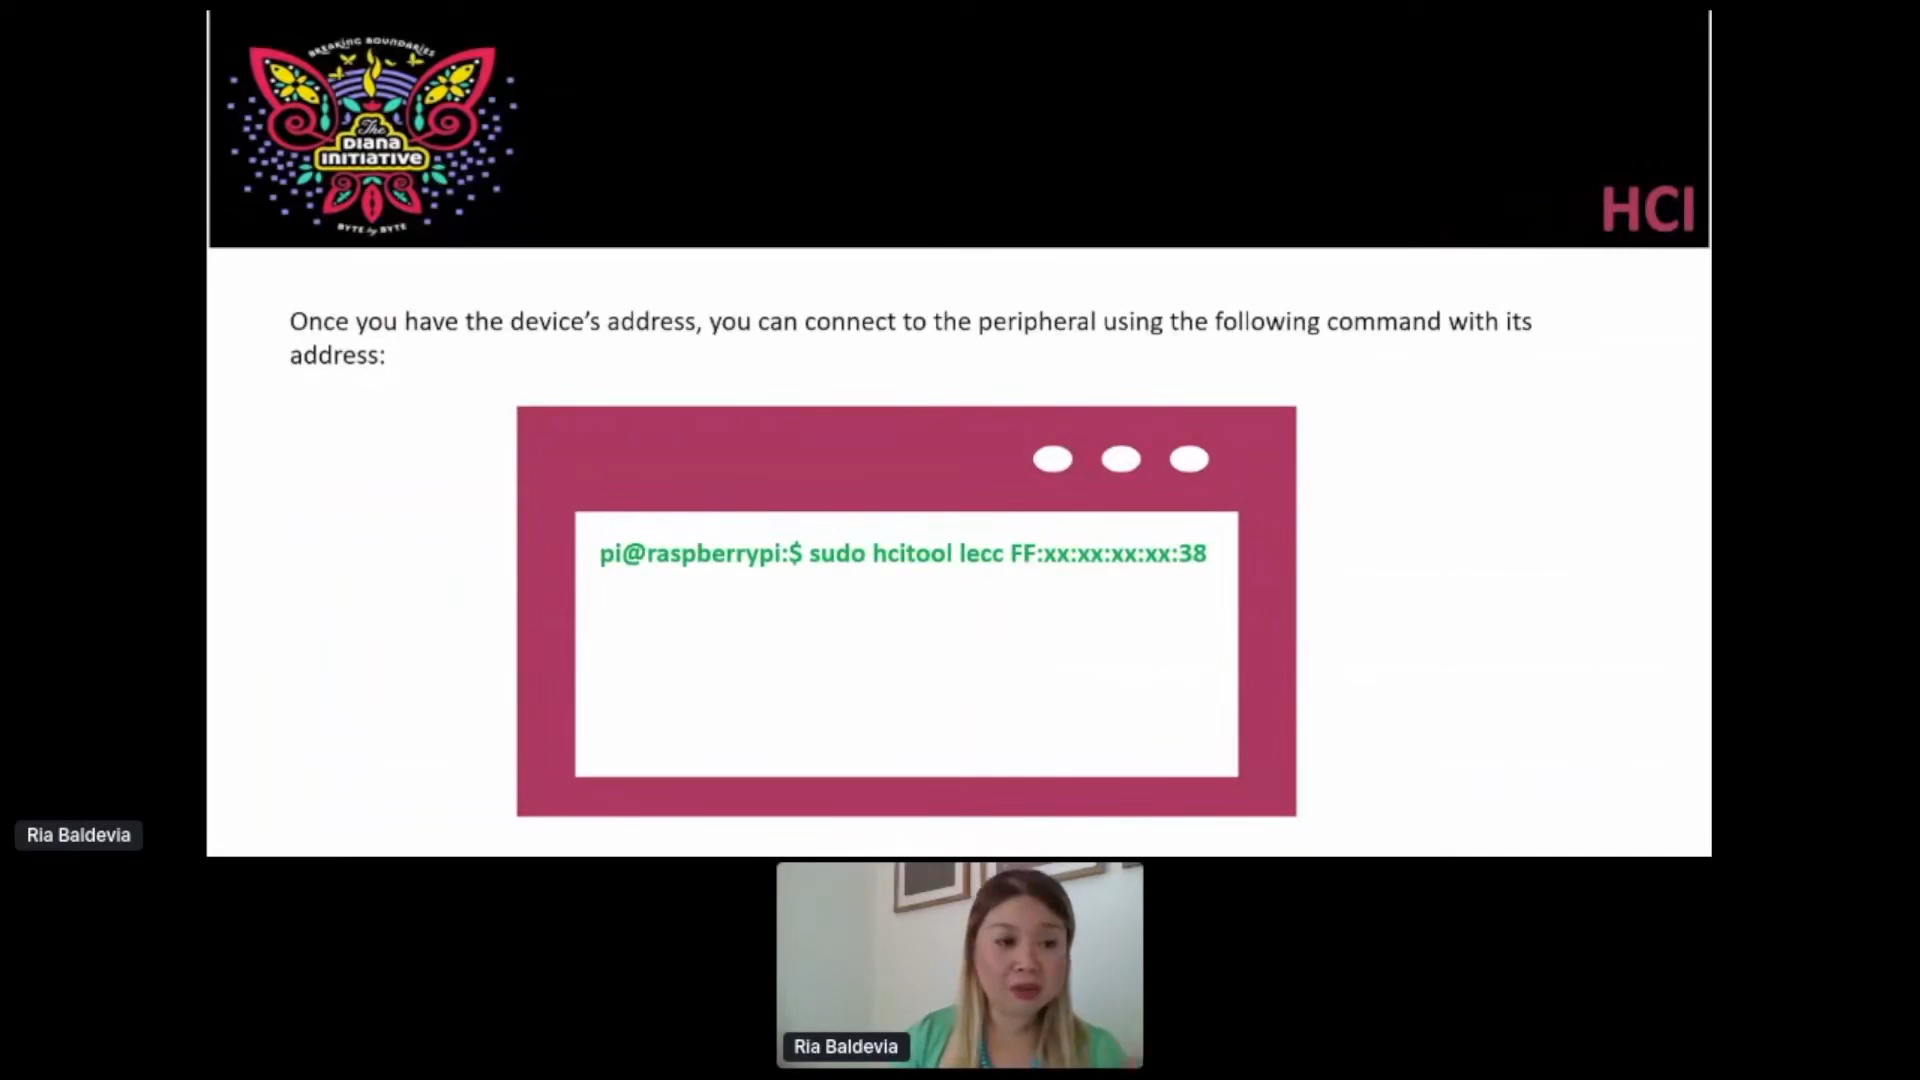 BREAKING BOUNDARIES
The
DIANA
INITIATIVE
BYTE by BYTE
HCI
Once you have the device’s address, you can connect to the peripheral using the following command with its
address:
pi@raspberrypi:$ sudo hcitool lecc FF:xx:xx:xx:xx:38
Ria Baldevia
Ria Baldevia